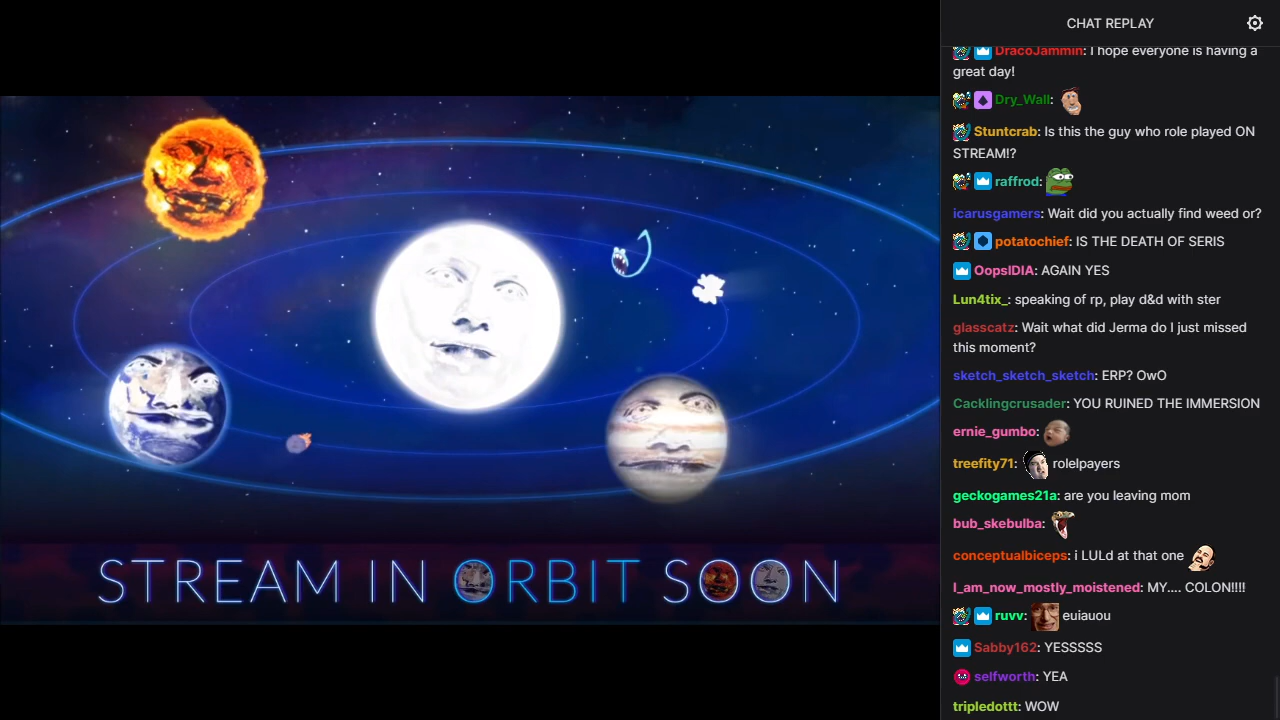 CHAT REPLAY
DracoJammin: I hope everyone is having a
great day!
Dry_Wall:
Stuntcrab: Is this the guy who role played ON
STREAM!?
raffrod:
icarusgamers: Wait did you actually find weed or?
potatochief: IS THE DEATH OF SERIS
OopsIDIA: AGAIN YES
Lun4tix_: speaking of rp, play d&d with ster
glasscatz: Wait what did Jerma do I just missed
this moment?
sketch_sketch_sketch: ERP? OwO
Cacklingcrusader: YOU RUINED THE IMMERSION
ernie_gumbo:
treefity71: rolelpayers
geckogames21a: are you leaving mom
bub_skebulba:
conceptualbiceps: i LULd at that one
I_am_now_mostly_moistened: MY.... COLON!!!!
ruvv: euiauou
Sabby162: YESSSSS
selfworth: YEA
tripledottt: WOW
STREAM IN ORBIT SOON